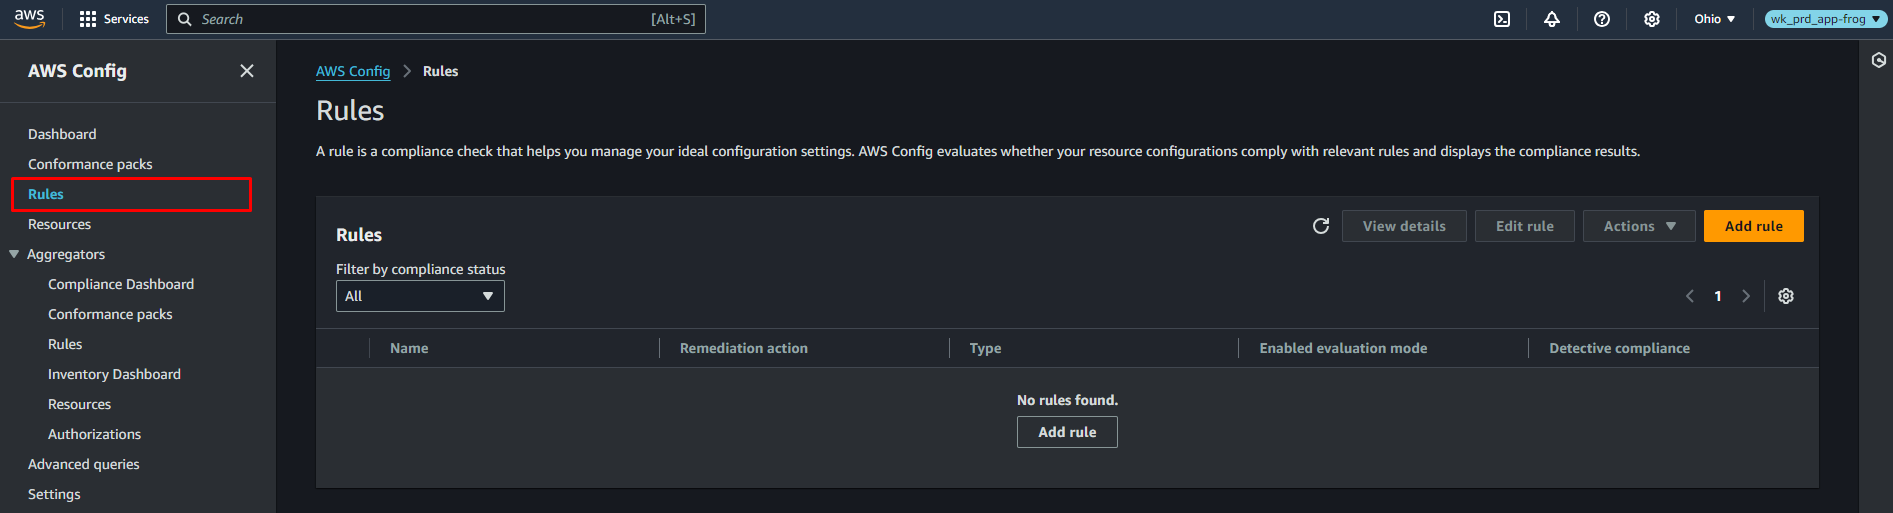 aws
Services
Search
[Alt+S]
Ohio
wk_prd_app-frog
AWS Config
Dashboard
Conformance packs
Rules
Resources
Aggregators
Compliance Dashboard
Conformance packs
Rules
Inventory Dashboard
Resources
Authorizations
Advanced queries
Settings
AWS Config
Rules
Rules
A rule is a compliance check that helps you manage your ideal configuration settings. AWS Config evaluates whether your resource configurations comply with relevant rules and displays the compliance results.
Rules
View details
Edit rule
Actions
Add rule
Filter by compliance status
All
1
Name
Remediation action
Type
Enabled evaluation mode
Detective compliance
No rules found.
Add rule